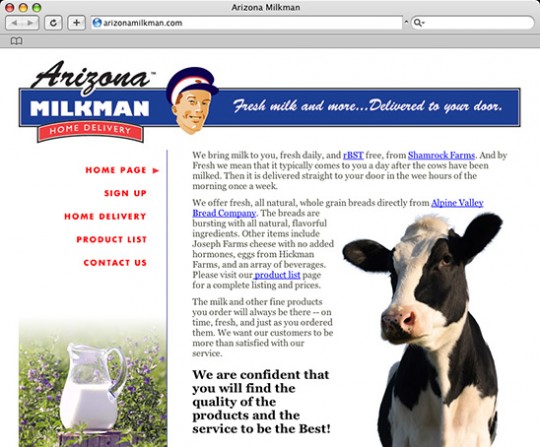 Arizona Milkman
arizonamilkman.com
Q-
Arizona™
MILKMAN
HOME DELIVERY
Fresh milk and more...Delivered to your door.
HOME PAGE
SIGN UP
HOME DELIVERY
PRODUCT LIST
CONTACT US
We bring milk to you, fresh daily, and rBST free, from Shamrock Farms. And by
Fresh we mean that it typically comes to you a day after the cows have been
milked. Then it is delivered straight to your door in the wee hours of the
morning once a week.
We offer fresh, all natural, whole grain breads directly from Alpine Valley
Bread Company. The breads are
bursting with all natural, flavorful
ingredients. Other items include
Joseph Farms cheese with no added
hormones, eggs from Hickman
Farms, and an array of beverages.
Please visit our product list page
for a complete listing and prices.
The milk and other fine products
you order will always be there -- on
time, fresh, and just as you ordered
them. We want our customers to be
more than satisfied with our
service.
We are confident that
you will find the
quality of the
products and the
service to be the Best!